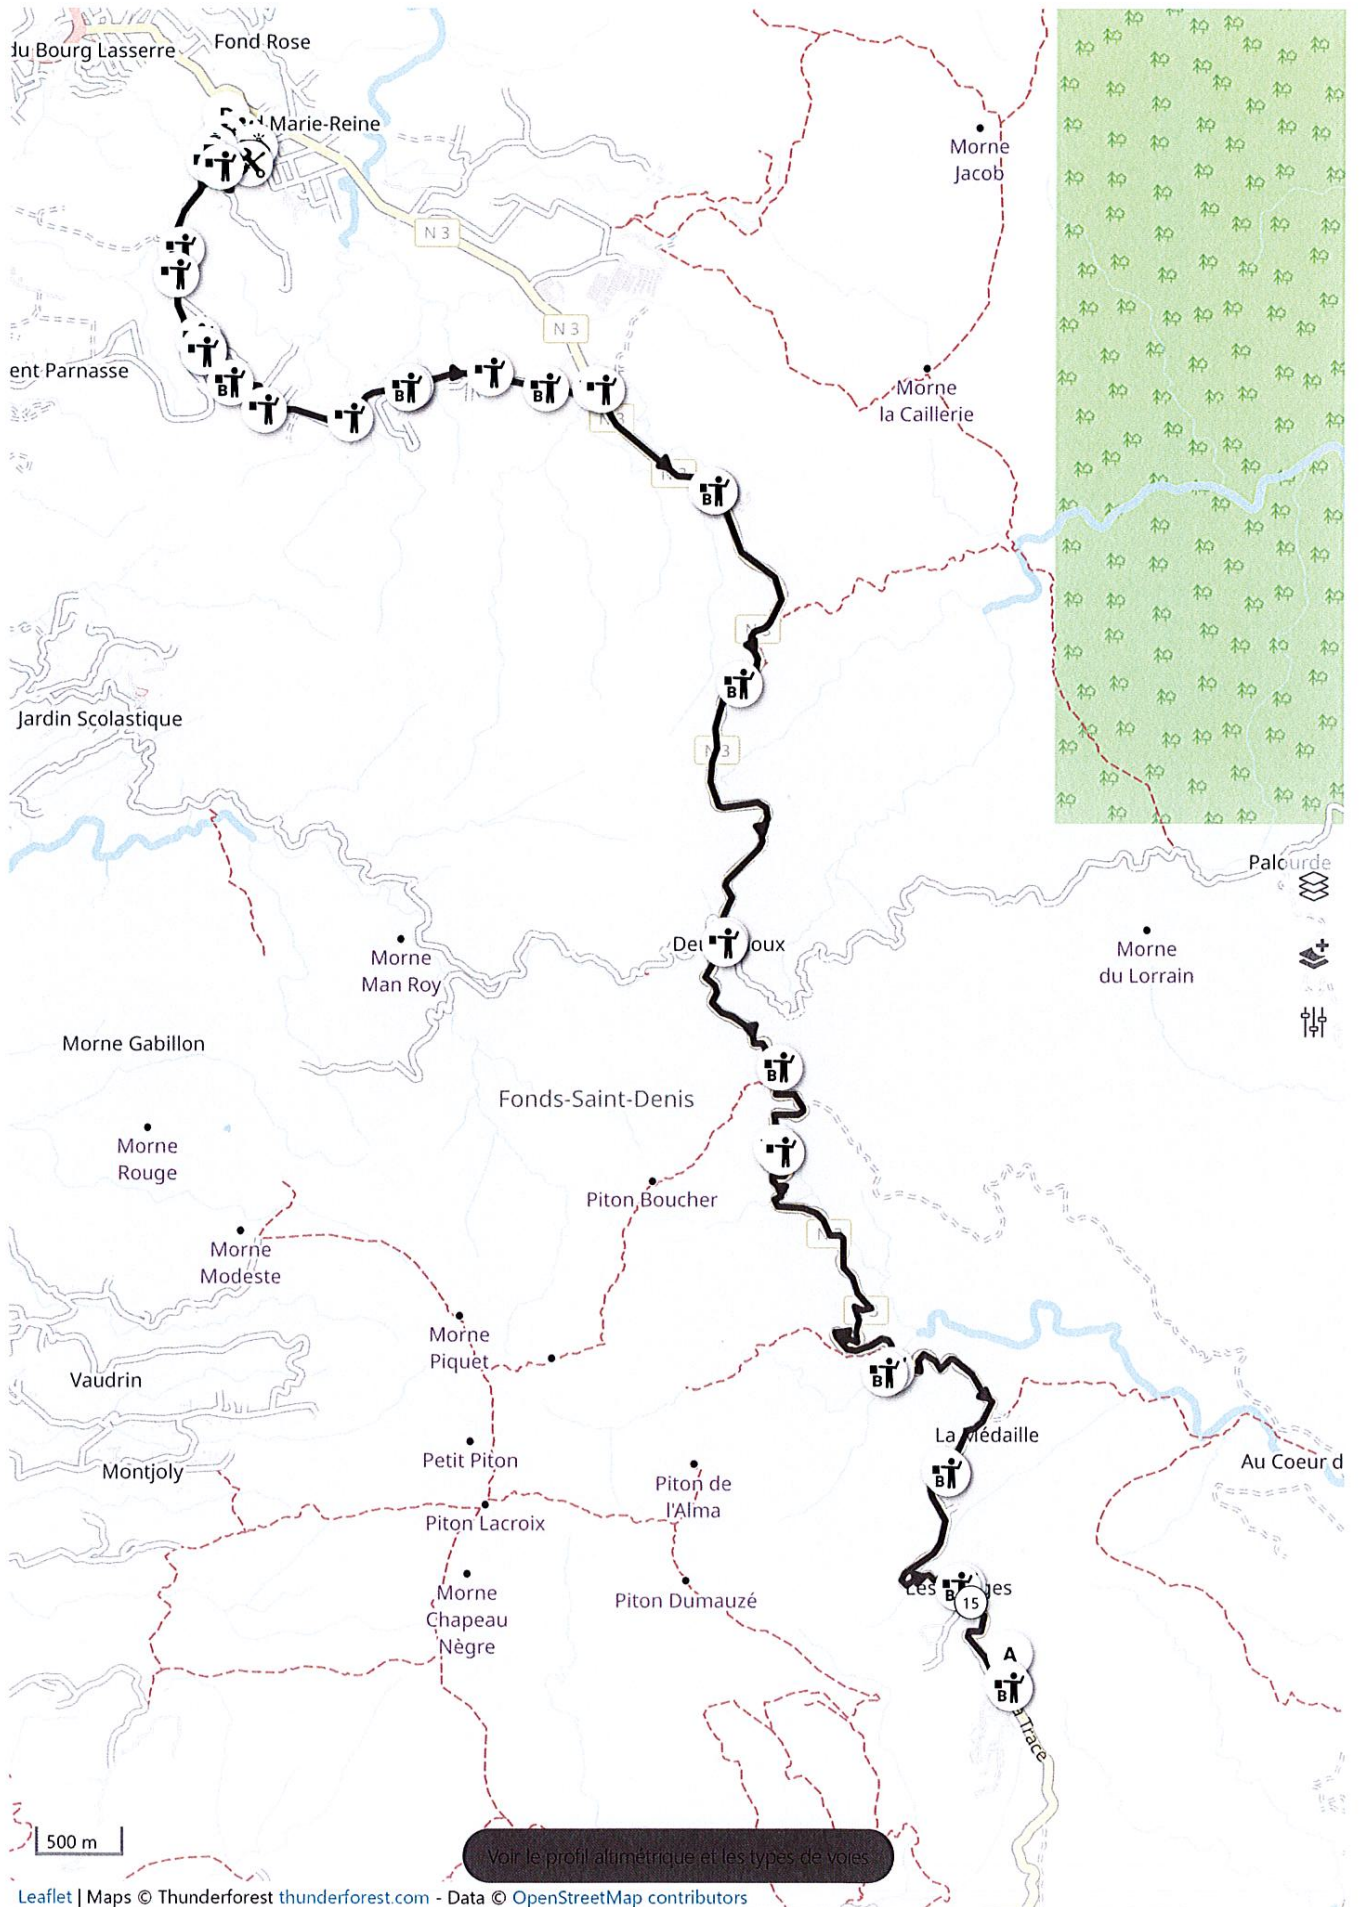 Fond Rose
du Bourg Lasserre
Marie-Reine
Morne
Jacob
N 3
N 3
ent Parnasse
Morne
la Caillerie
B
B
B
B
Jardin Scolastique
B
N 3
Palourde
Morne
Man Roy
Morne
du Lorrain
Morne Gabillon
B
Fonds-Saint-Denis
Morne
Rouge
Piton Boucher
Morne
Modeste
Morne
Piquet
Vaudrin
B
La Médaille
Petit Piton
Montjoly
Au Coeur d
B
Piton de
l'Alma
Piton Lacroix
Morne
Chapeau
Nègre
Piton Dumauzé
B
15
A
B
Trace
500 m
Voir le profil altimétrique et les types de voies
Leaflet | Maps © Thunderforest thunderforest.com - Data © OpenStreetMap contributors